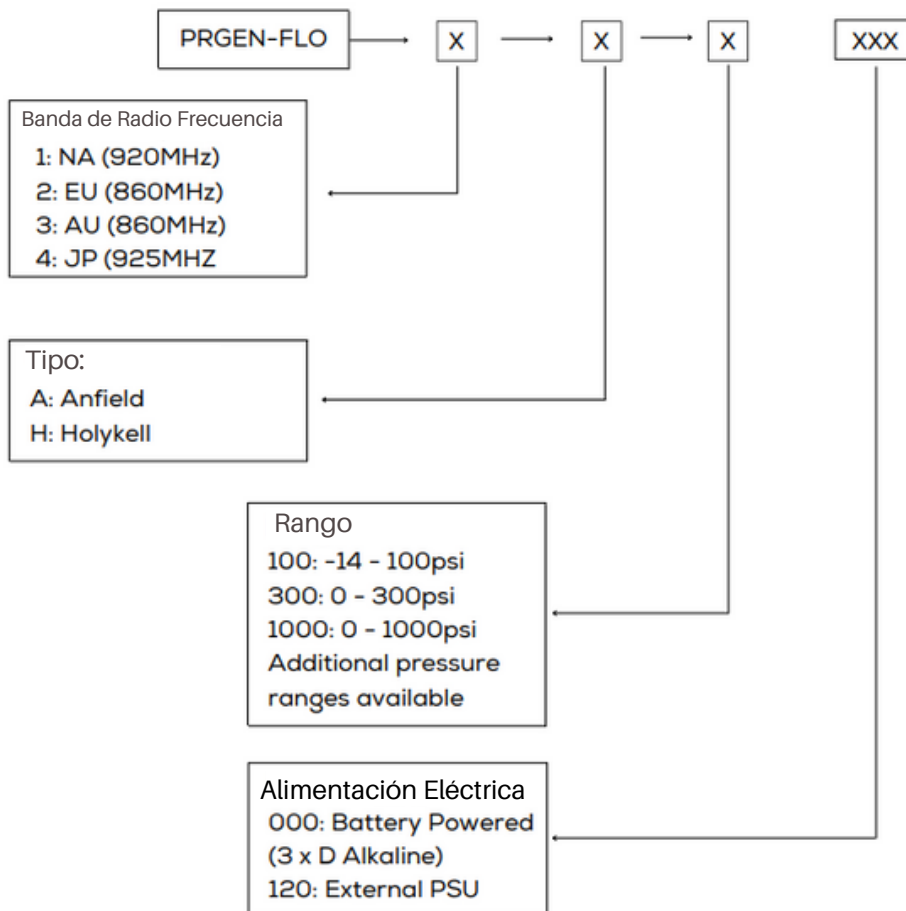 PRGEN-FLO X X X XXX
Banda de Radio Frecuencia
1: NA (920MHz)
2: EU (860MHz)
3: AU (860MHz)
4: JP (925MHZ
Tipo:
A: Anfield
H: Holykell
Rango
100: -14 - 100psi
300: 0 - 300psi
1000: 0 - 1000psi
Additional pressure
ranges available
Alimentación Eléctrica
000: Battery Powered
(3 x D Alkaline)
120: External PSU